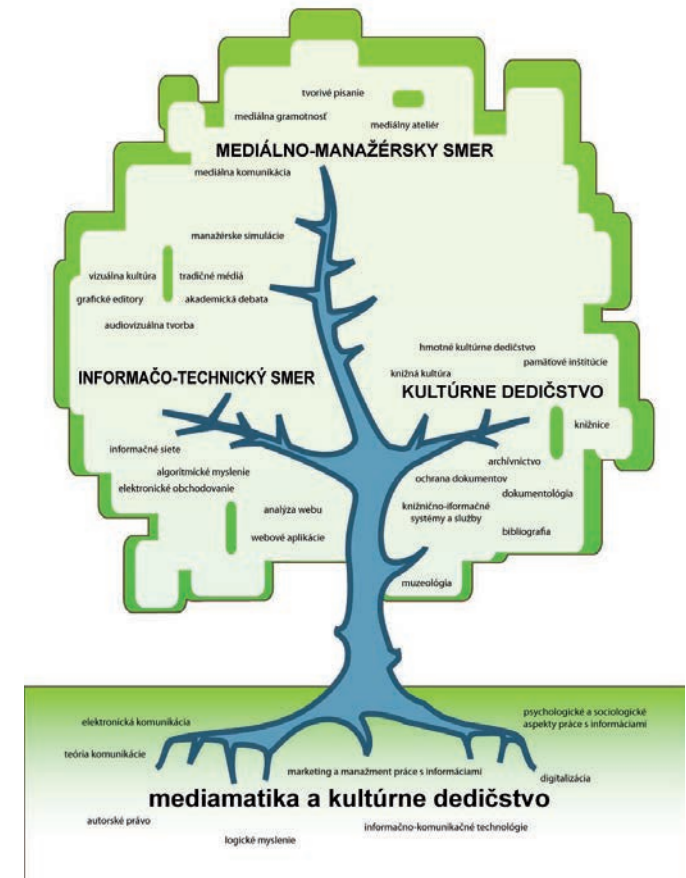 tvorivé písanie
mediálna gramotnosť
mediálny ateliér
MEDIÁLNO-MANAŽÉRSKY SMER
mediálna komunikácia
manažérske simulácie
vizuálna kultúra
tradičné médiá
grafické editory
akademická debata
audiovizuálna tvorba
hmotné kultúrne dedičstvo
pamäťové inštitúcie
knižná kultúra
INFORMAČO-TECHNICKÝ SMER
KULTÚRNE DEDIČSTVO
knižnice
informačné siete
algoritmické myslenie
elektronické obchodovanie
analýza webu
webové aplikácie
archívnictvo
ochrana dokumentov
dokumentológia
knižnično-iformačné
systémy a služby
bibliografia
muzeológia
elektronická komunikácia
psychologické a sociologické
aspekty práce s informáciami
teória komunikácie
marketing a manažment práce s informáciami
digitalizácia
mediamatika a kultúrne dedičstvo
autorské právo
informačno-komunikačné technológie
logické myslenie